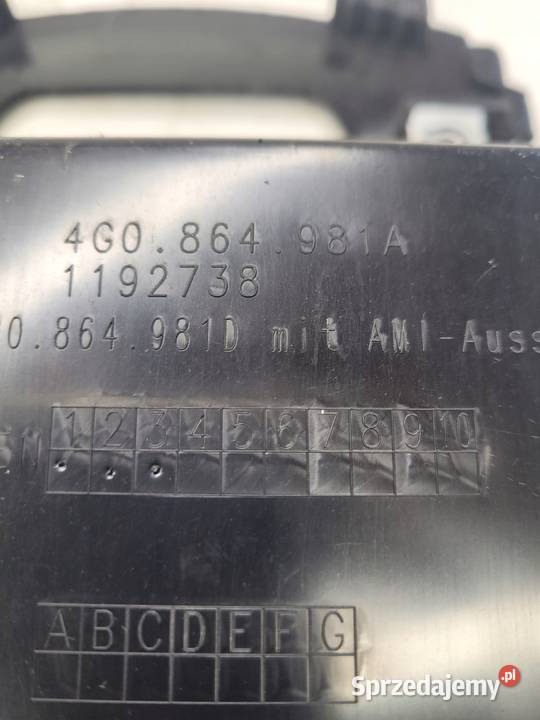 4G0.864.981A
1192738
0.864.981D mit AMI-Auss
N 1 2 3 4 5 6 7 8 9 10
A B C D E F G
Sprzedajemy.pl